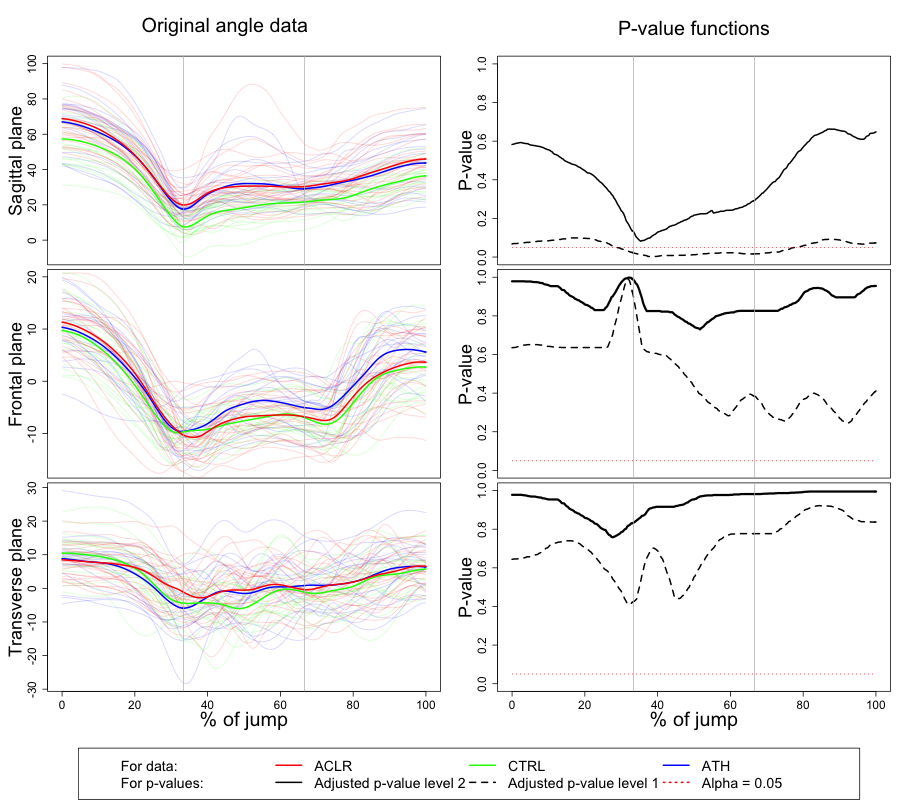 Original angle data
P-value functions
Sagittal plane
0 20 40 60 80 100
P-value
0.0 0.2 0.4 0.6 0.8 1.0
Frontal plane
-10 0 10 20
P-value
0.0 0.2 0.4 0.6 0.8 1.0
Transverse plane
-30 -20 -10 0 10 20 30
P-value
0.0 0.2 0.4 0.6 0.8 1.0
0 20 40 60 80 100
0 20 40 60 80 100
% of jump
% of jump
For data: ACLR CTRL ATH
For p-values: Adjusted p-value level 2 Adjusted p-value level 1 Alpha = 0.05